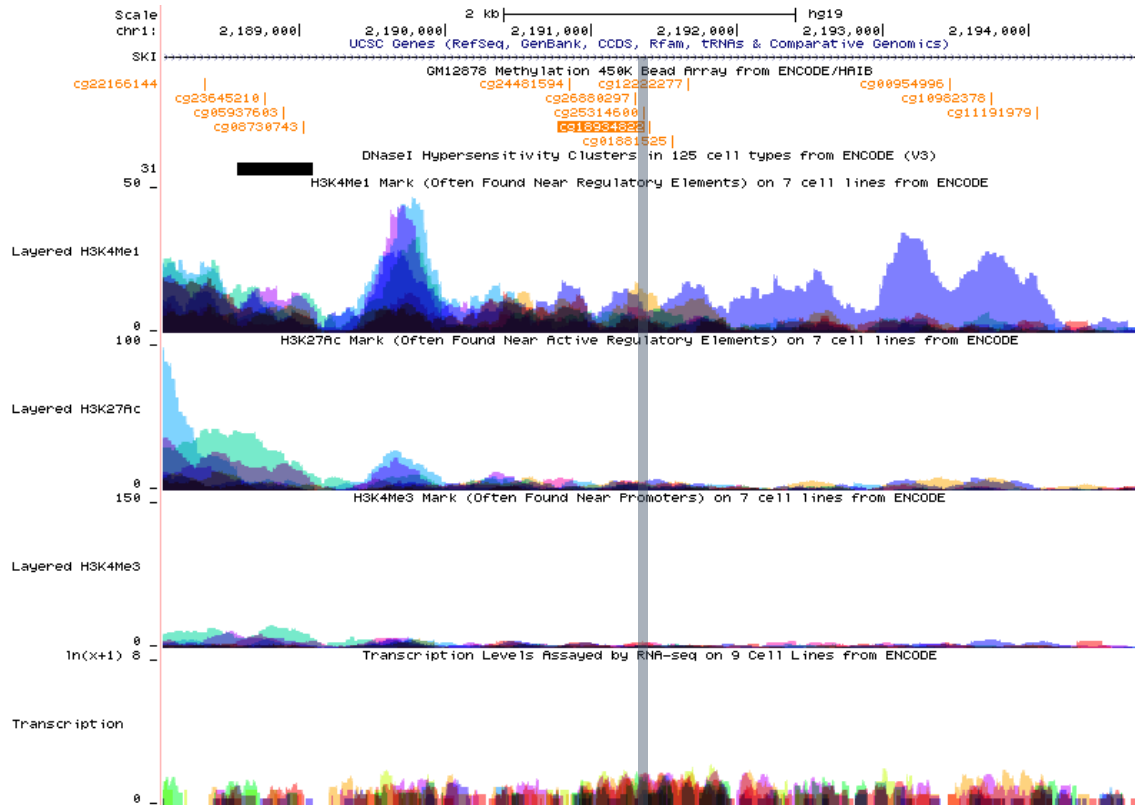 Scale 2 kb hg19
chr1: 2,189,000 2,190,000 2,191,000 2,192,000 2,193,000 2,194,000
UCSC Genes (RefSeq, GenBank, CCDS, Rfam, tRNAs & Comparative Genomics)
SKI
GM12878 Methylation 450K Bead Array from ENCODE/HAIB
cg22166144 cg24481594 cg12222277 cg00954996
cg23645210 cg26880297 cg10982378
cg05937603 cg25314600 cg11191979
cg08730743 cg18934822
cg01881525
DNaseI Hypersensitivity Clusters in 125 cell types from ENCODE (V3)
31
50 _ H3K4Me1 Mark (Often Found Near Regulatory Elements) on 7 cell lines from ENCODE
Layered H3K4Me1
0 _
100 _ H3K27Ac Mark (Often Found Near Active Regulatory Elements) on 7 cell lines from ENCODE
Layered H3K27Ac
0 _
150 _ H3K4Me3 Mark (Often Found Near Promoters) on 7 cell lines from ENCODE
Layered H3K4Me3
0 _
ln(x+1) 8 _ Transcription Levels Assayed by RNA-seq on 9 Cell Lines from ENCODE
Transcription
0 _